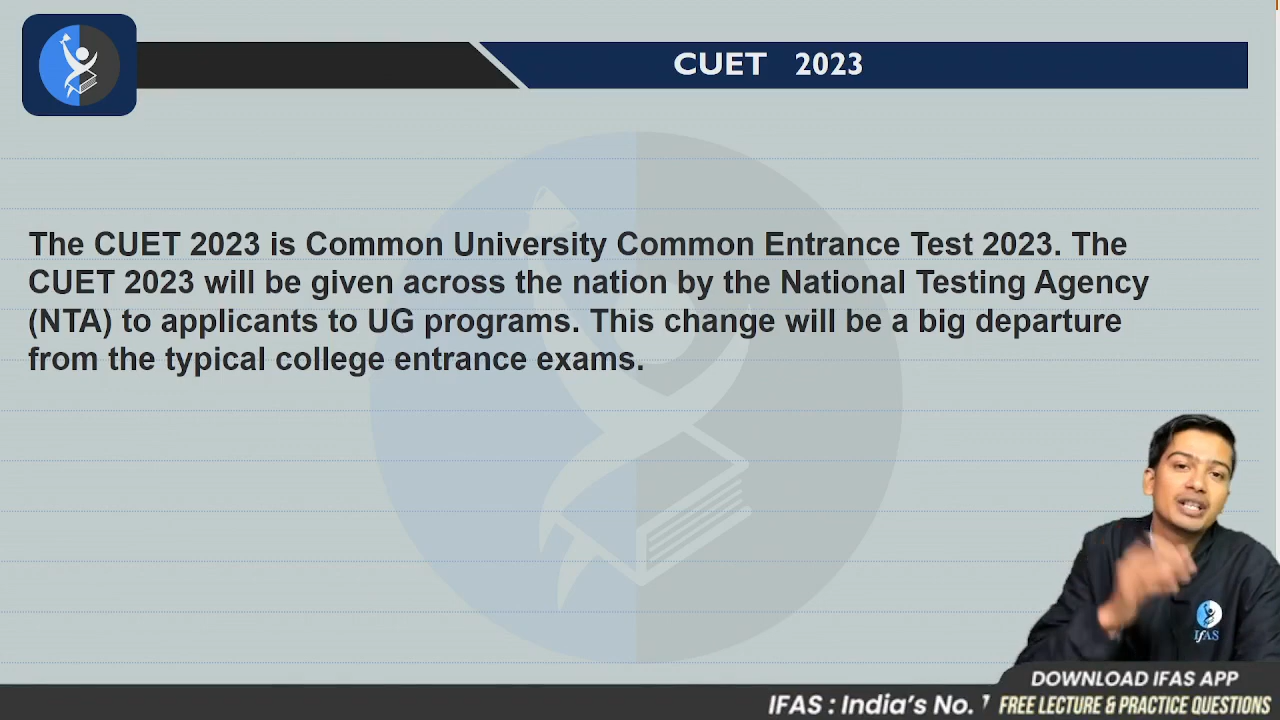 CUET 2023
The CUET 2023 is Common University Common Entrance Test 2023. The
CUET 2023 will be given across the nation by the National Testing Agency
(NTA) to applicants to UG programs. This change will be a big departure
from the typical college entrance exams.
IfAS
DOWNLOAD IFAS APP
IFAS : India's No.
FREE LECTURE & PRACTICE QUESTIONS